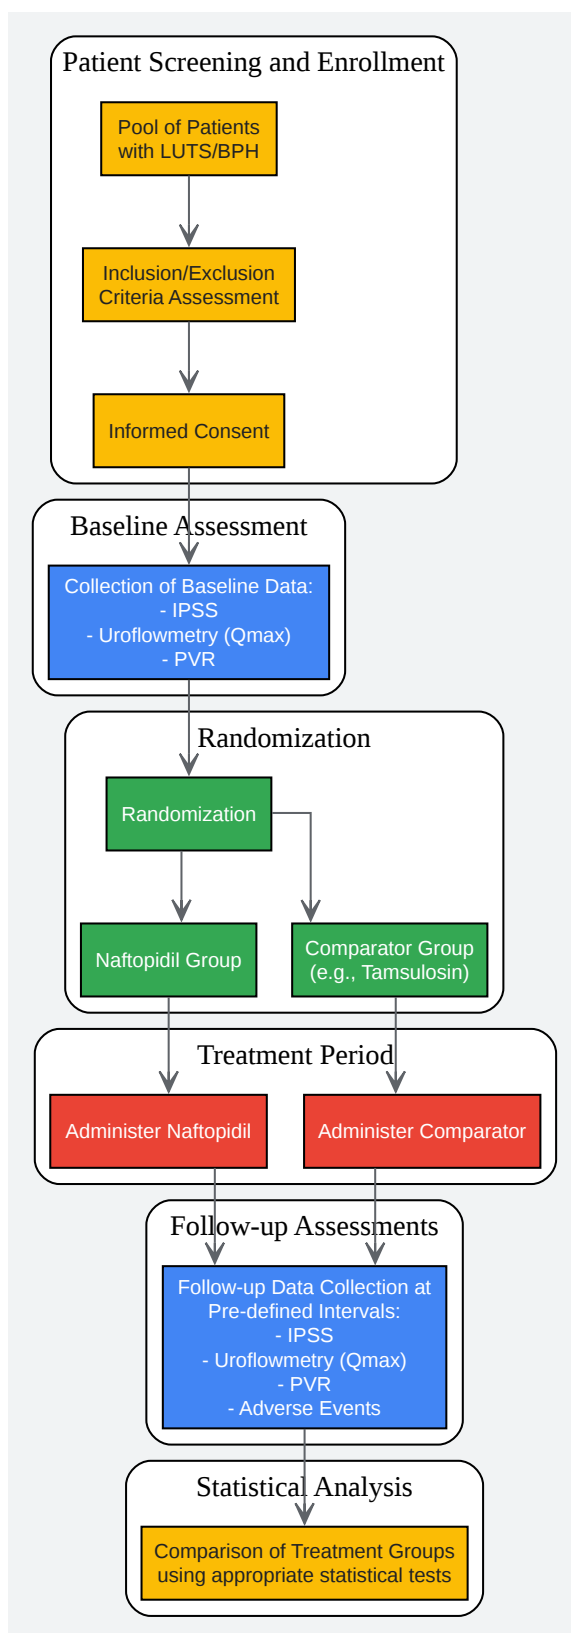 Patient Screening and Enrollment
Pool of Patients
with LUTS/BPH
Inclusion/Exclusion
Criteria Assessment
Informed Consent
Baseline Assessment
Collection of Baseline Data:
- IPSS
- Uroflowmetry (Qmax)
- PVR
Randomization
Randomization
Naftopidil Group
Comparator Group
(e.g., Tamsulosin)
Treatment Period
Administer Naftopidil
Administer Comparator
Follow-up Assessments
Follow-up Data Collection at
Pre-defined Intervals:
- IPSS
- Uroflowmetry (Qmax)
- PVR
- Adverse Events
Statistical Analysis
Comparison of Treatment Groups
using appropriate statistical tests